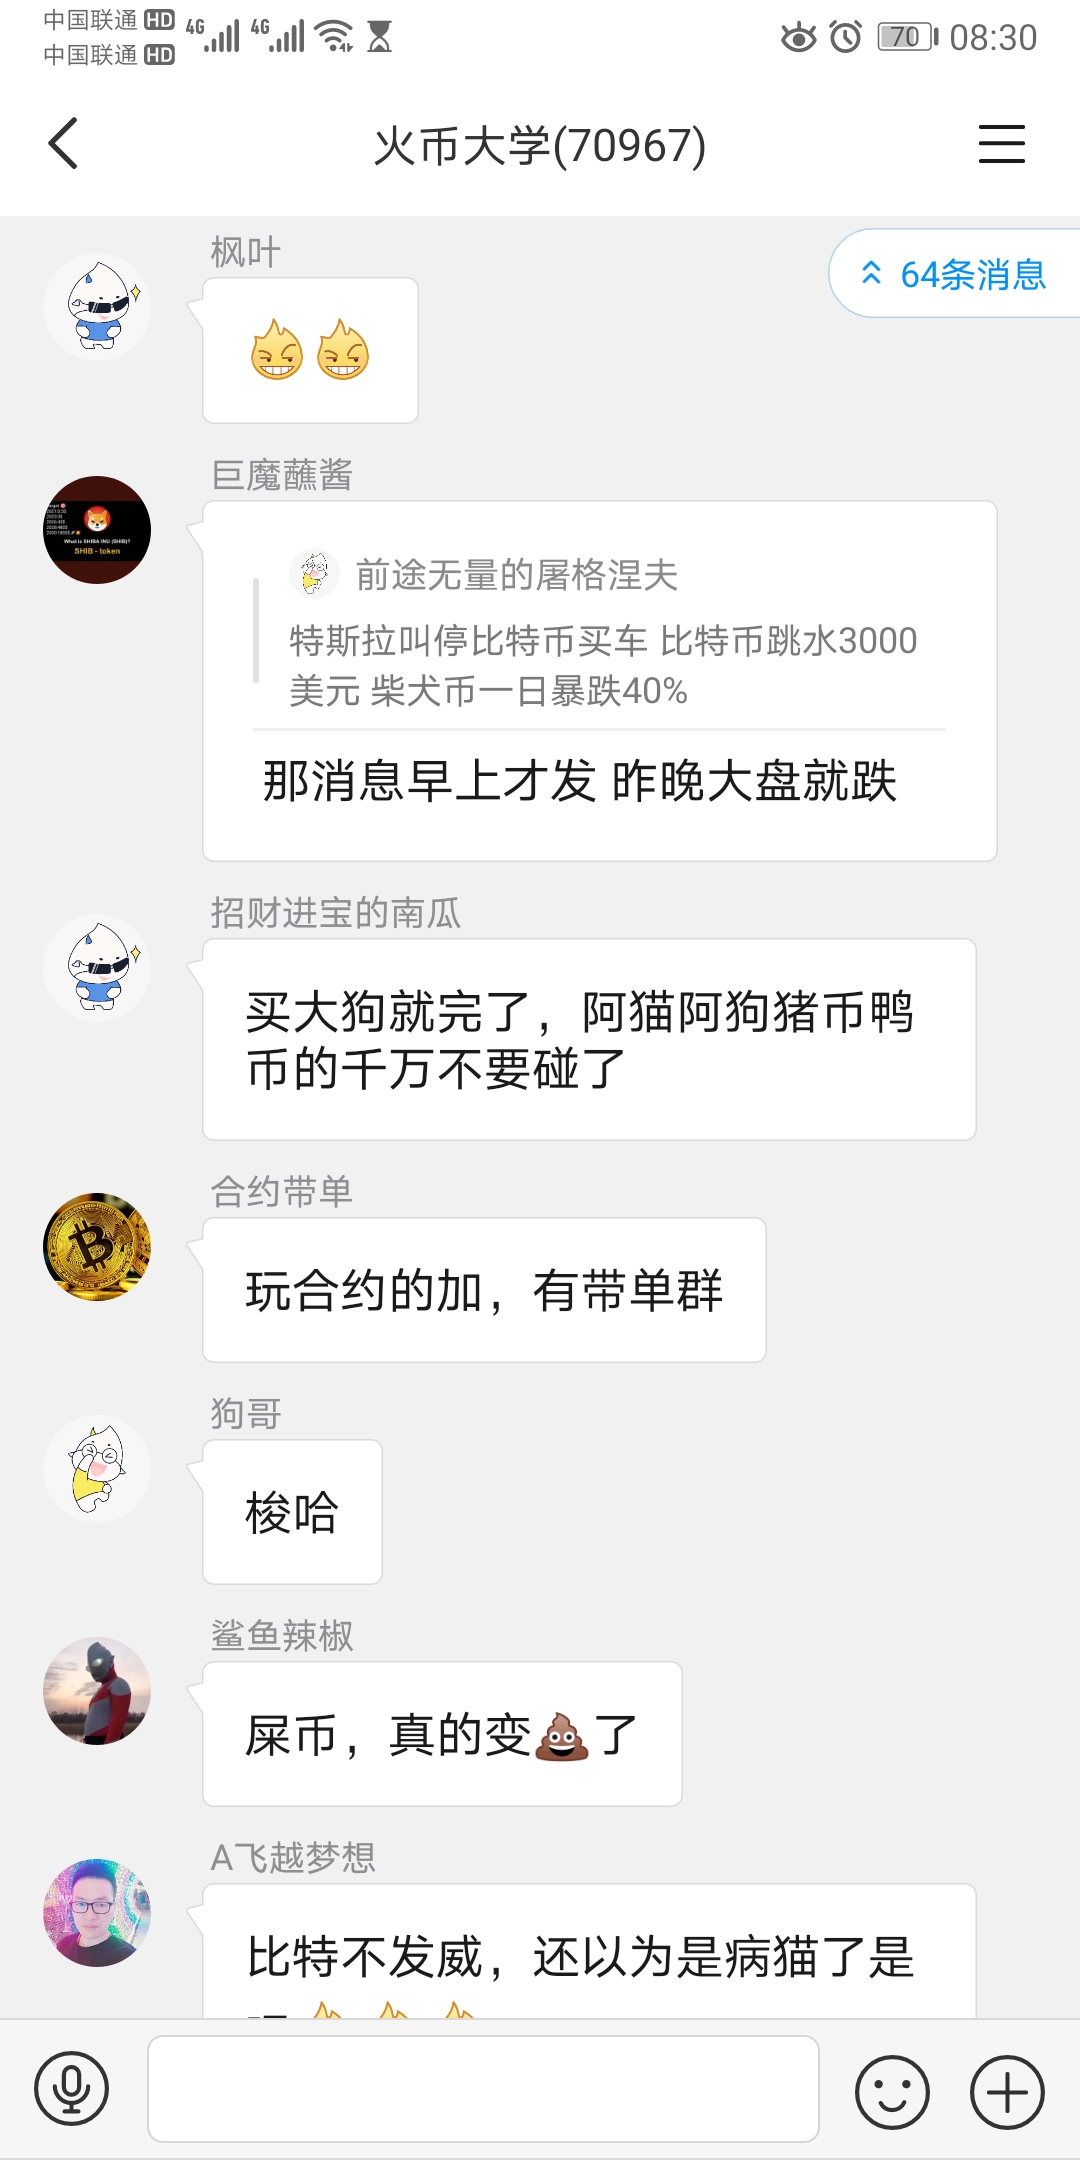 中国联通 HD
中国联通 HD
4G 4G
70 08:30
火币大学(70967)
64条消息
枫叶
巨魔蘸酱
What is SHIBA INU (SHIB)?
SHIB - token
前途无量的屠格涅夫
特斯拉叫停比特币买车 比特币跳水3000
美元 柴犬币一日暴跌40%
那消息早上才发 昨晚大盘就跌
招财进宝的南瓜
买大狗就完了，阿猫阿狗猪币鸭
币的千万不要碰了
合约带单
玩合约的加，有带单群
狗哥
梭哈
鲨鱼辣椒
屎币，真的变💩了
A飞越梦想
比特不发威，还以为是病猫了是